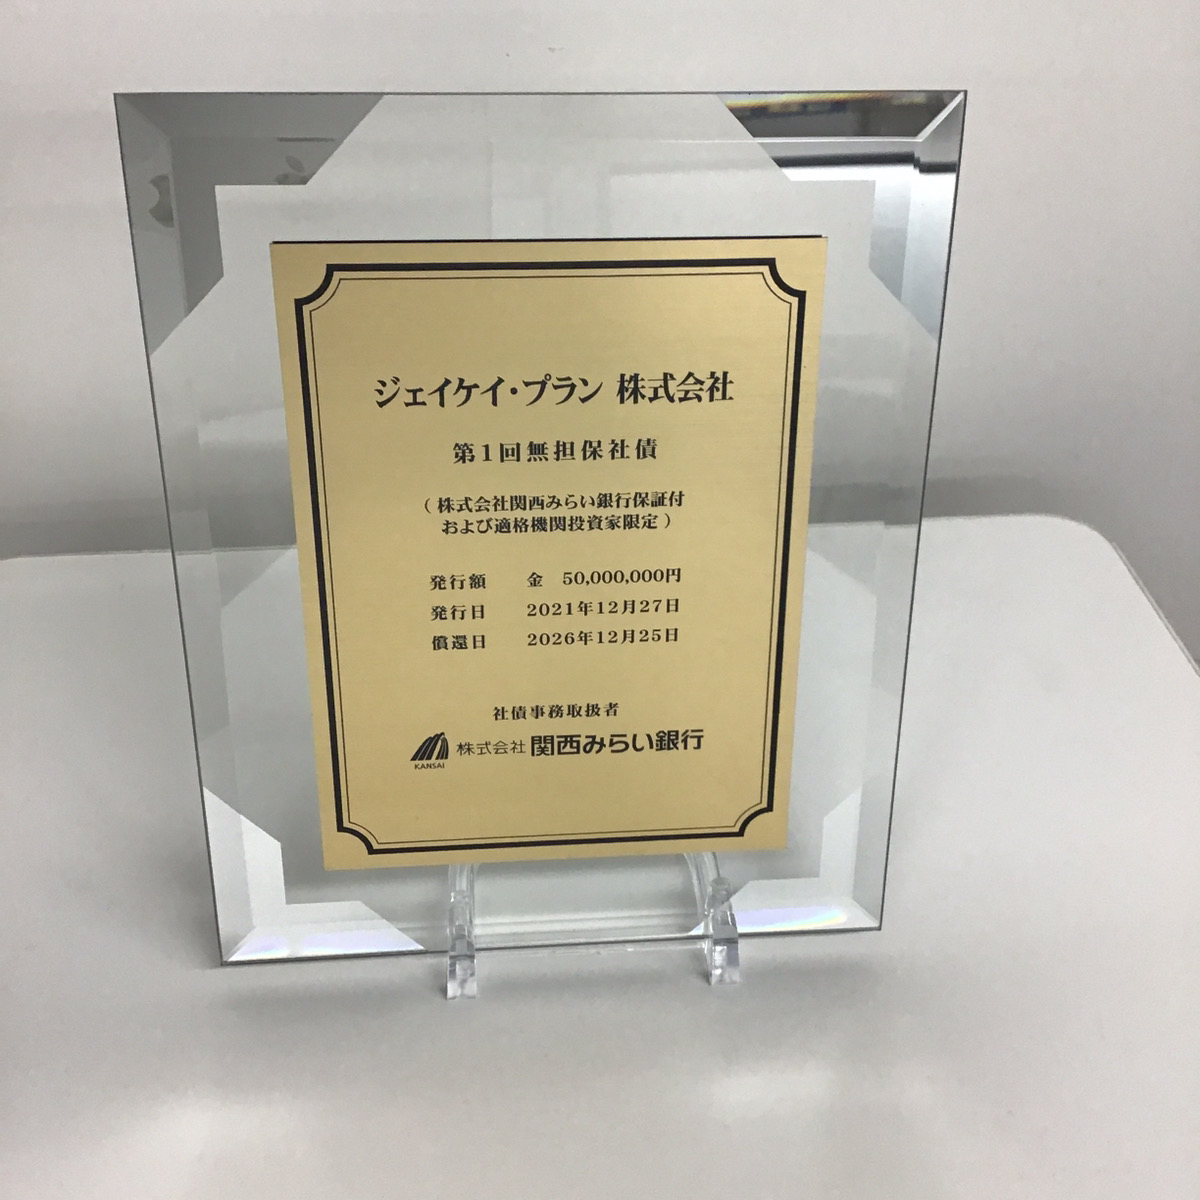 ジェイケイ・プラン 株式会社
第1回無担保社債
（ 株式会社関西みらい銀行保証付
および適格機関投資家限定 ）
発行額 金 50,000,000円
発行日 2021年12月27日
償還日 2026年12月25日
社債事務取扱者
KANSAI 株式会社 関西みらい銀行